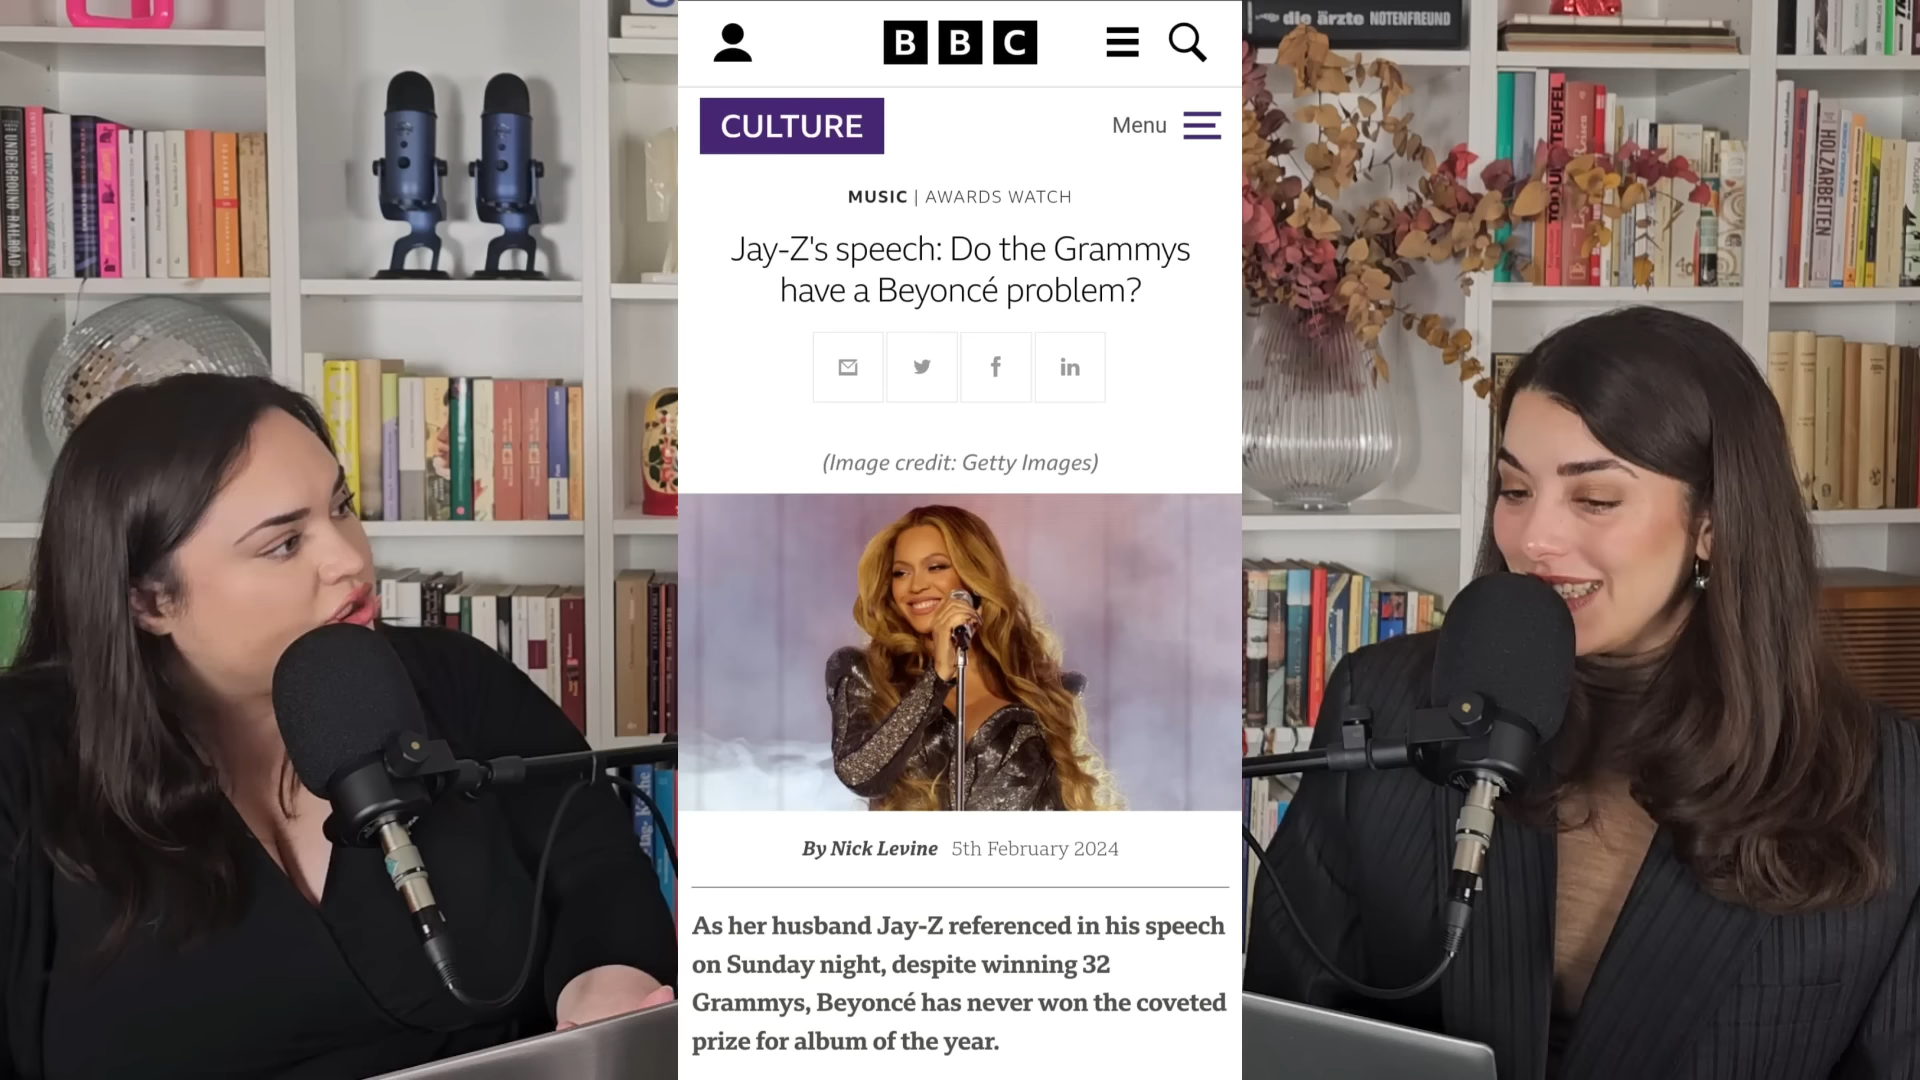 BBC
CULTURE
Menu
MUSIC | AWARDS WATCH
Jay-Z's speech: Do the Grammys
have a Beyoncé problem?
(Image credit: Getty Images)
By Nick Levine 5th February 2024
As her husband Jay-Z referenced in his speech
on Sunday night, despite winning 32
Grammys, Beyoncé has never won the coveted
prize for album of the year.
UNDERGROUND RAILROAD
die ärzte NOTENFREUND
HOLZARBEITEN